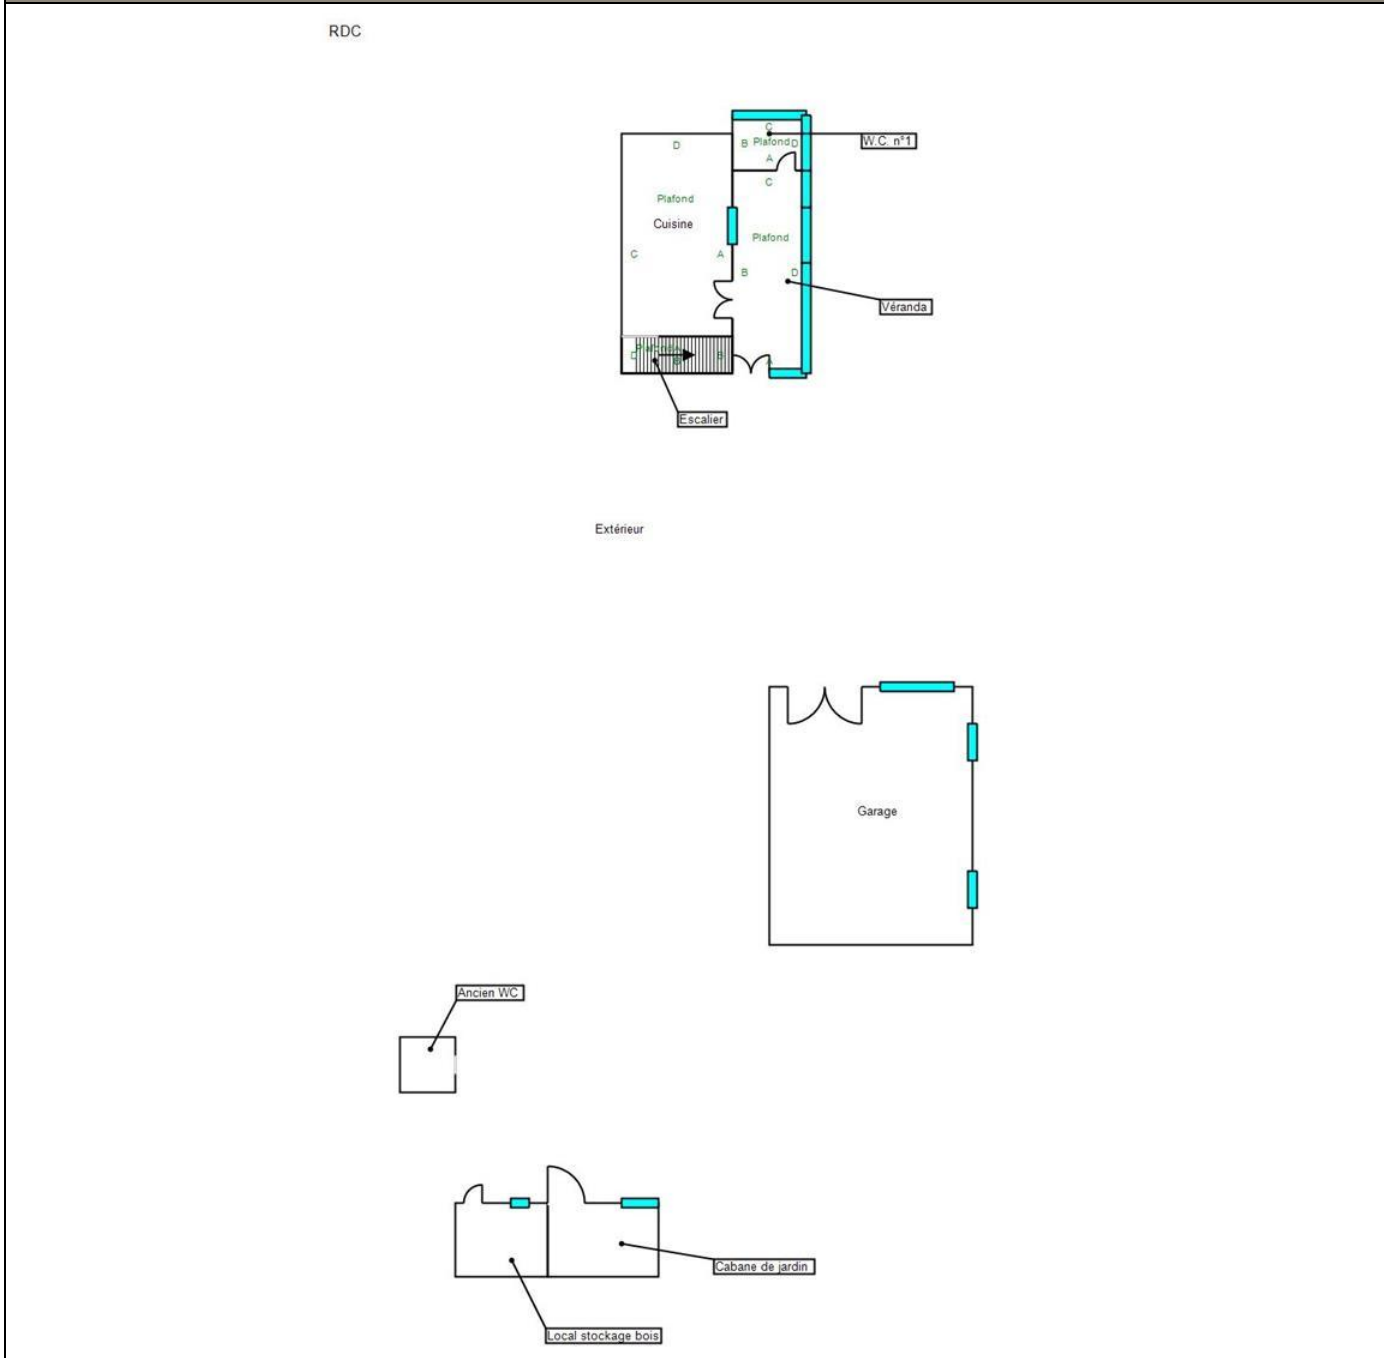 RDC
C
B Plafond D
A
W.C. n°1
D
Plafond
Cuisine
C
A
C
Plafond
B
D
Véranda
A
D
B
B
Escalier
Extérieur
Garage
Ancien WC
Cabane de jardin
Local stockage bois